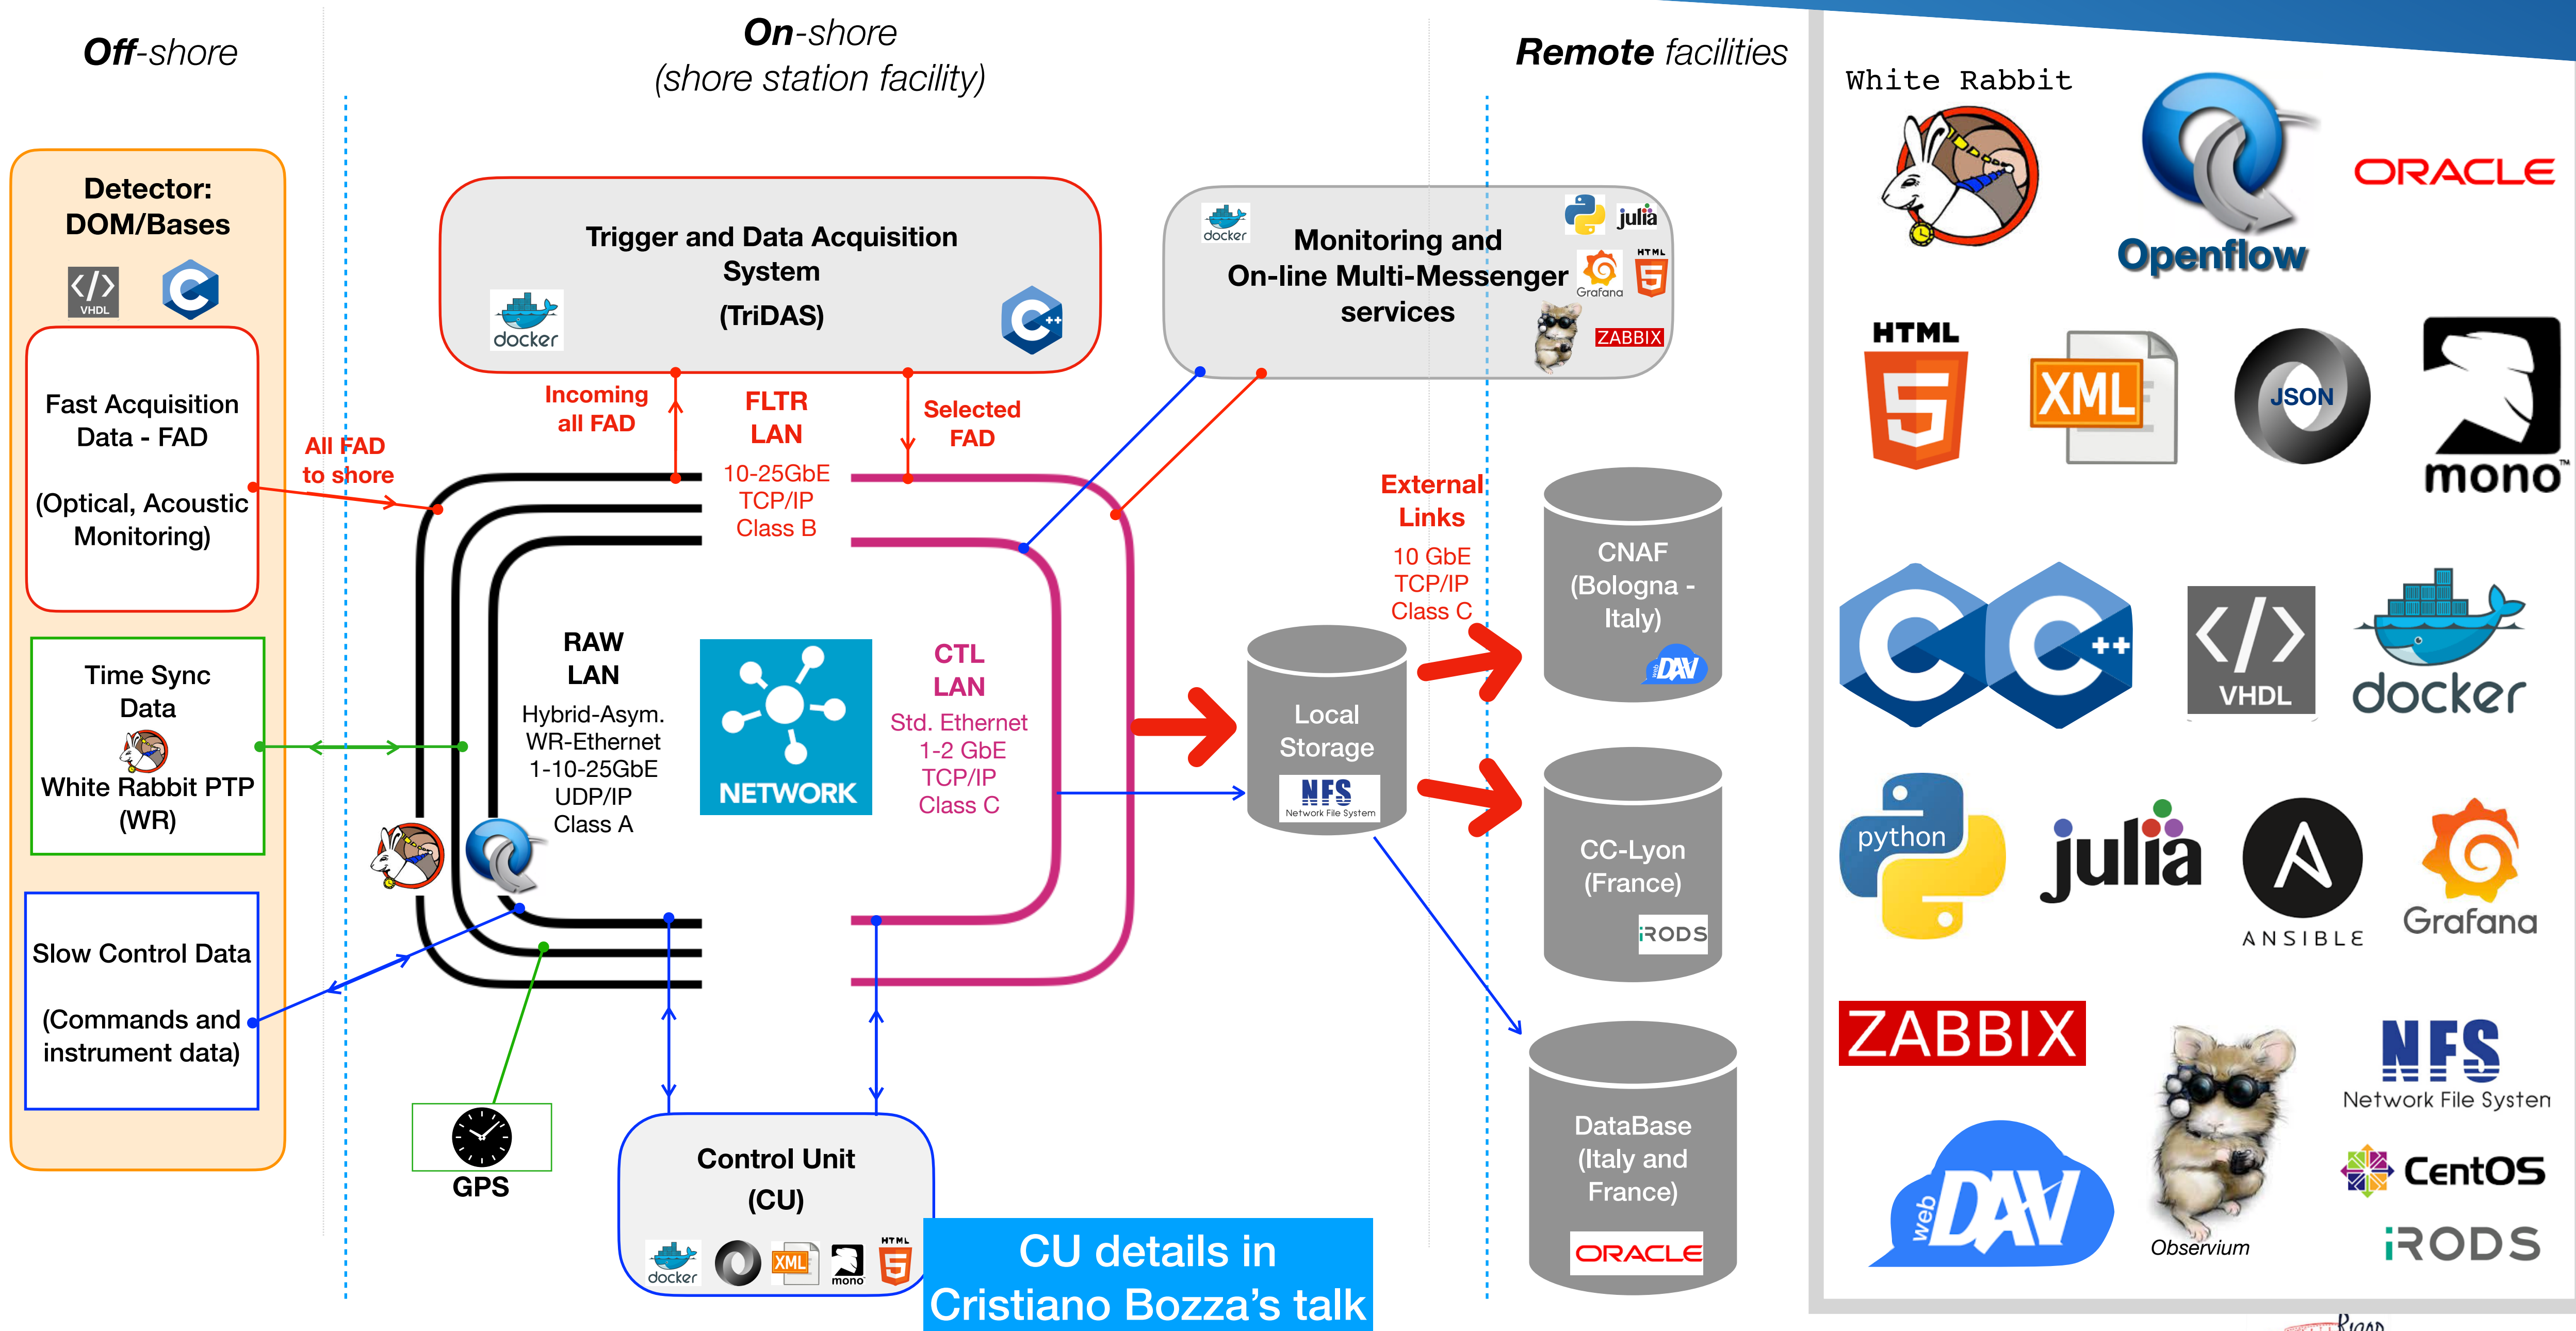 Off-shore
On-shore
(shore station facility)
Remote facilities
Detector:
DOM/Bases
VHDL
C
Fast Acquisition
Data - FAD
(Optical, Acoustic
Monitoring)
All FAD
to shore
Time Sync
Data
White Rabbit PTP
(WR)
Slow Control Data
(Commands and
instrument data)
Trigger and Data Acquisition
System
(TriDAS)
docker
C++
Incoming
all FAD
FLTR
LAN
10-25GbE
TCP/IP
Class B
Selected
FAD
docker
julia
Monitoring and
On-line Multi-Messenger
services
Grafana
HTML
5
ZABBIX
RAW
LAN
Hybrid-Asym.
WR-Ethernet
1-10-25GbE
UDP/IP
Class A
NETWORK
CTL
LAN
Std. Ethernet
1-2 GbE
TCP/IP
Class C
GPS
Control Unit
(CU)
docker
XML
mono
HTML
5
CU details in
Cristiano Bozza's talk
Local
Storage
NFS
Network File System
External
Links
10 GbE
TCP/IP
Class C
CNAF
(Bologna -
Italy)
web
DAV
CC-Lyon
(France)
iRODS
DataBase
(Italy and
France)
ORACLE
White Rabbit
Openflow
ORACLE
HTML
5
XML
JSON
mono™
C
C++
VHDL
docker
python
julia
ANSIBLE
Grafana
ZABBIX
Observium
NFS
Network File Systen
web
DAV
CentOS
iRODS